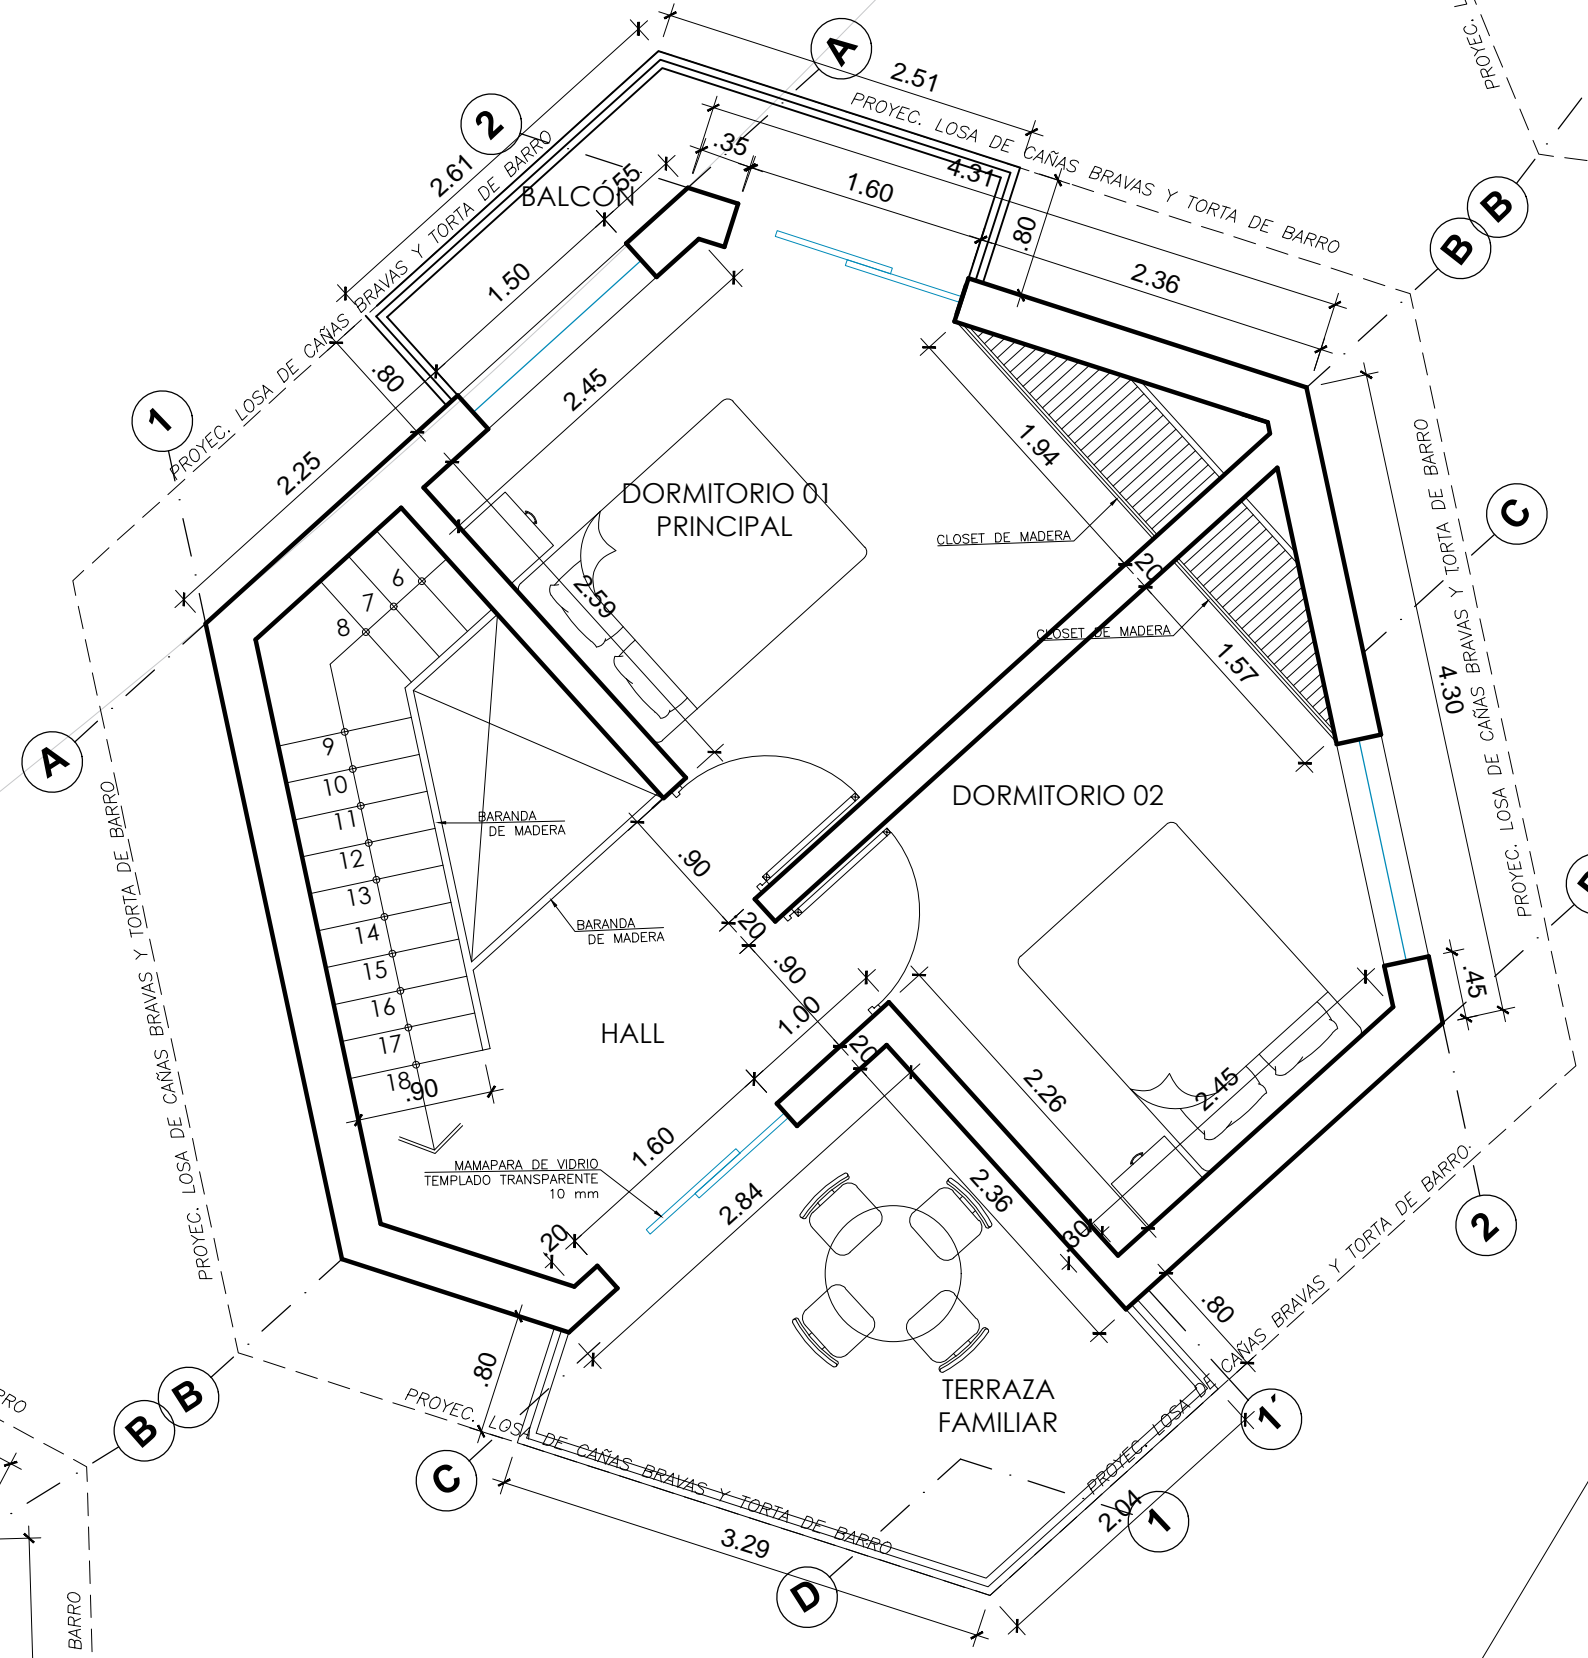 PROYEC. L
A
2.51
PROYEC. LOSA DE CAÑAS BRAVAS Y TORTA DE BARRO
2
.35
4.31
1.60
B
B
2.61
.55
BALCÓN
PROYEC. LOSA DE CAÑAS BRAVAS Y TORTA DE BARRO
.80
2.36
1.50
.80
2.45
1
2.25
1.94
DORMITORIO 01
PRINCIPAL
C
CLOSET DE MADERA
.20
2.59
CLOSET DE MADERA
1.57
PROYEC. LOSA DE CAÑAS BRAVAS Y TORTA DE BARRO
4.30
6
7
8
9
10
11
12
13
14
15
16
17
18
A
DORMITORIO 02
BARANDA
DE MADERA
BARANDA
DE MADERA
.90
.20
.90
1.00
.20
.45
HALL
PROYEC. LOSA DE CAÑAS BRAVAS Y TORTA DE BARRO
.90
2.26
2.45
1.60
MAMAPARA DE VIDRIO
TEMPLADO TRANSPARENTE
10 mm
2.84
2.36
.20
.30
2
.80
PROYEC. LOSA DE CAÑAS BRAVAS Y TORTA DE BARRO
.80
TERRAZA
FAMILIAR
1´
B
B
C
PROYEC. LOSA DE CAÑAS BRAVAS Y TORTA DE BARRO
2.04
1
3.29
D
RRO
BARRO